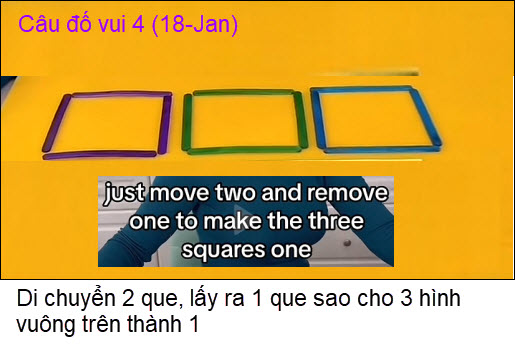 Câu đố vui 4 (18-Jan)
just move two and remove
one to make the three
squares one
Di chuyển 2 que, lấy ra 1 que sao cho 3 hình
vuông trên thành 1